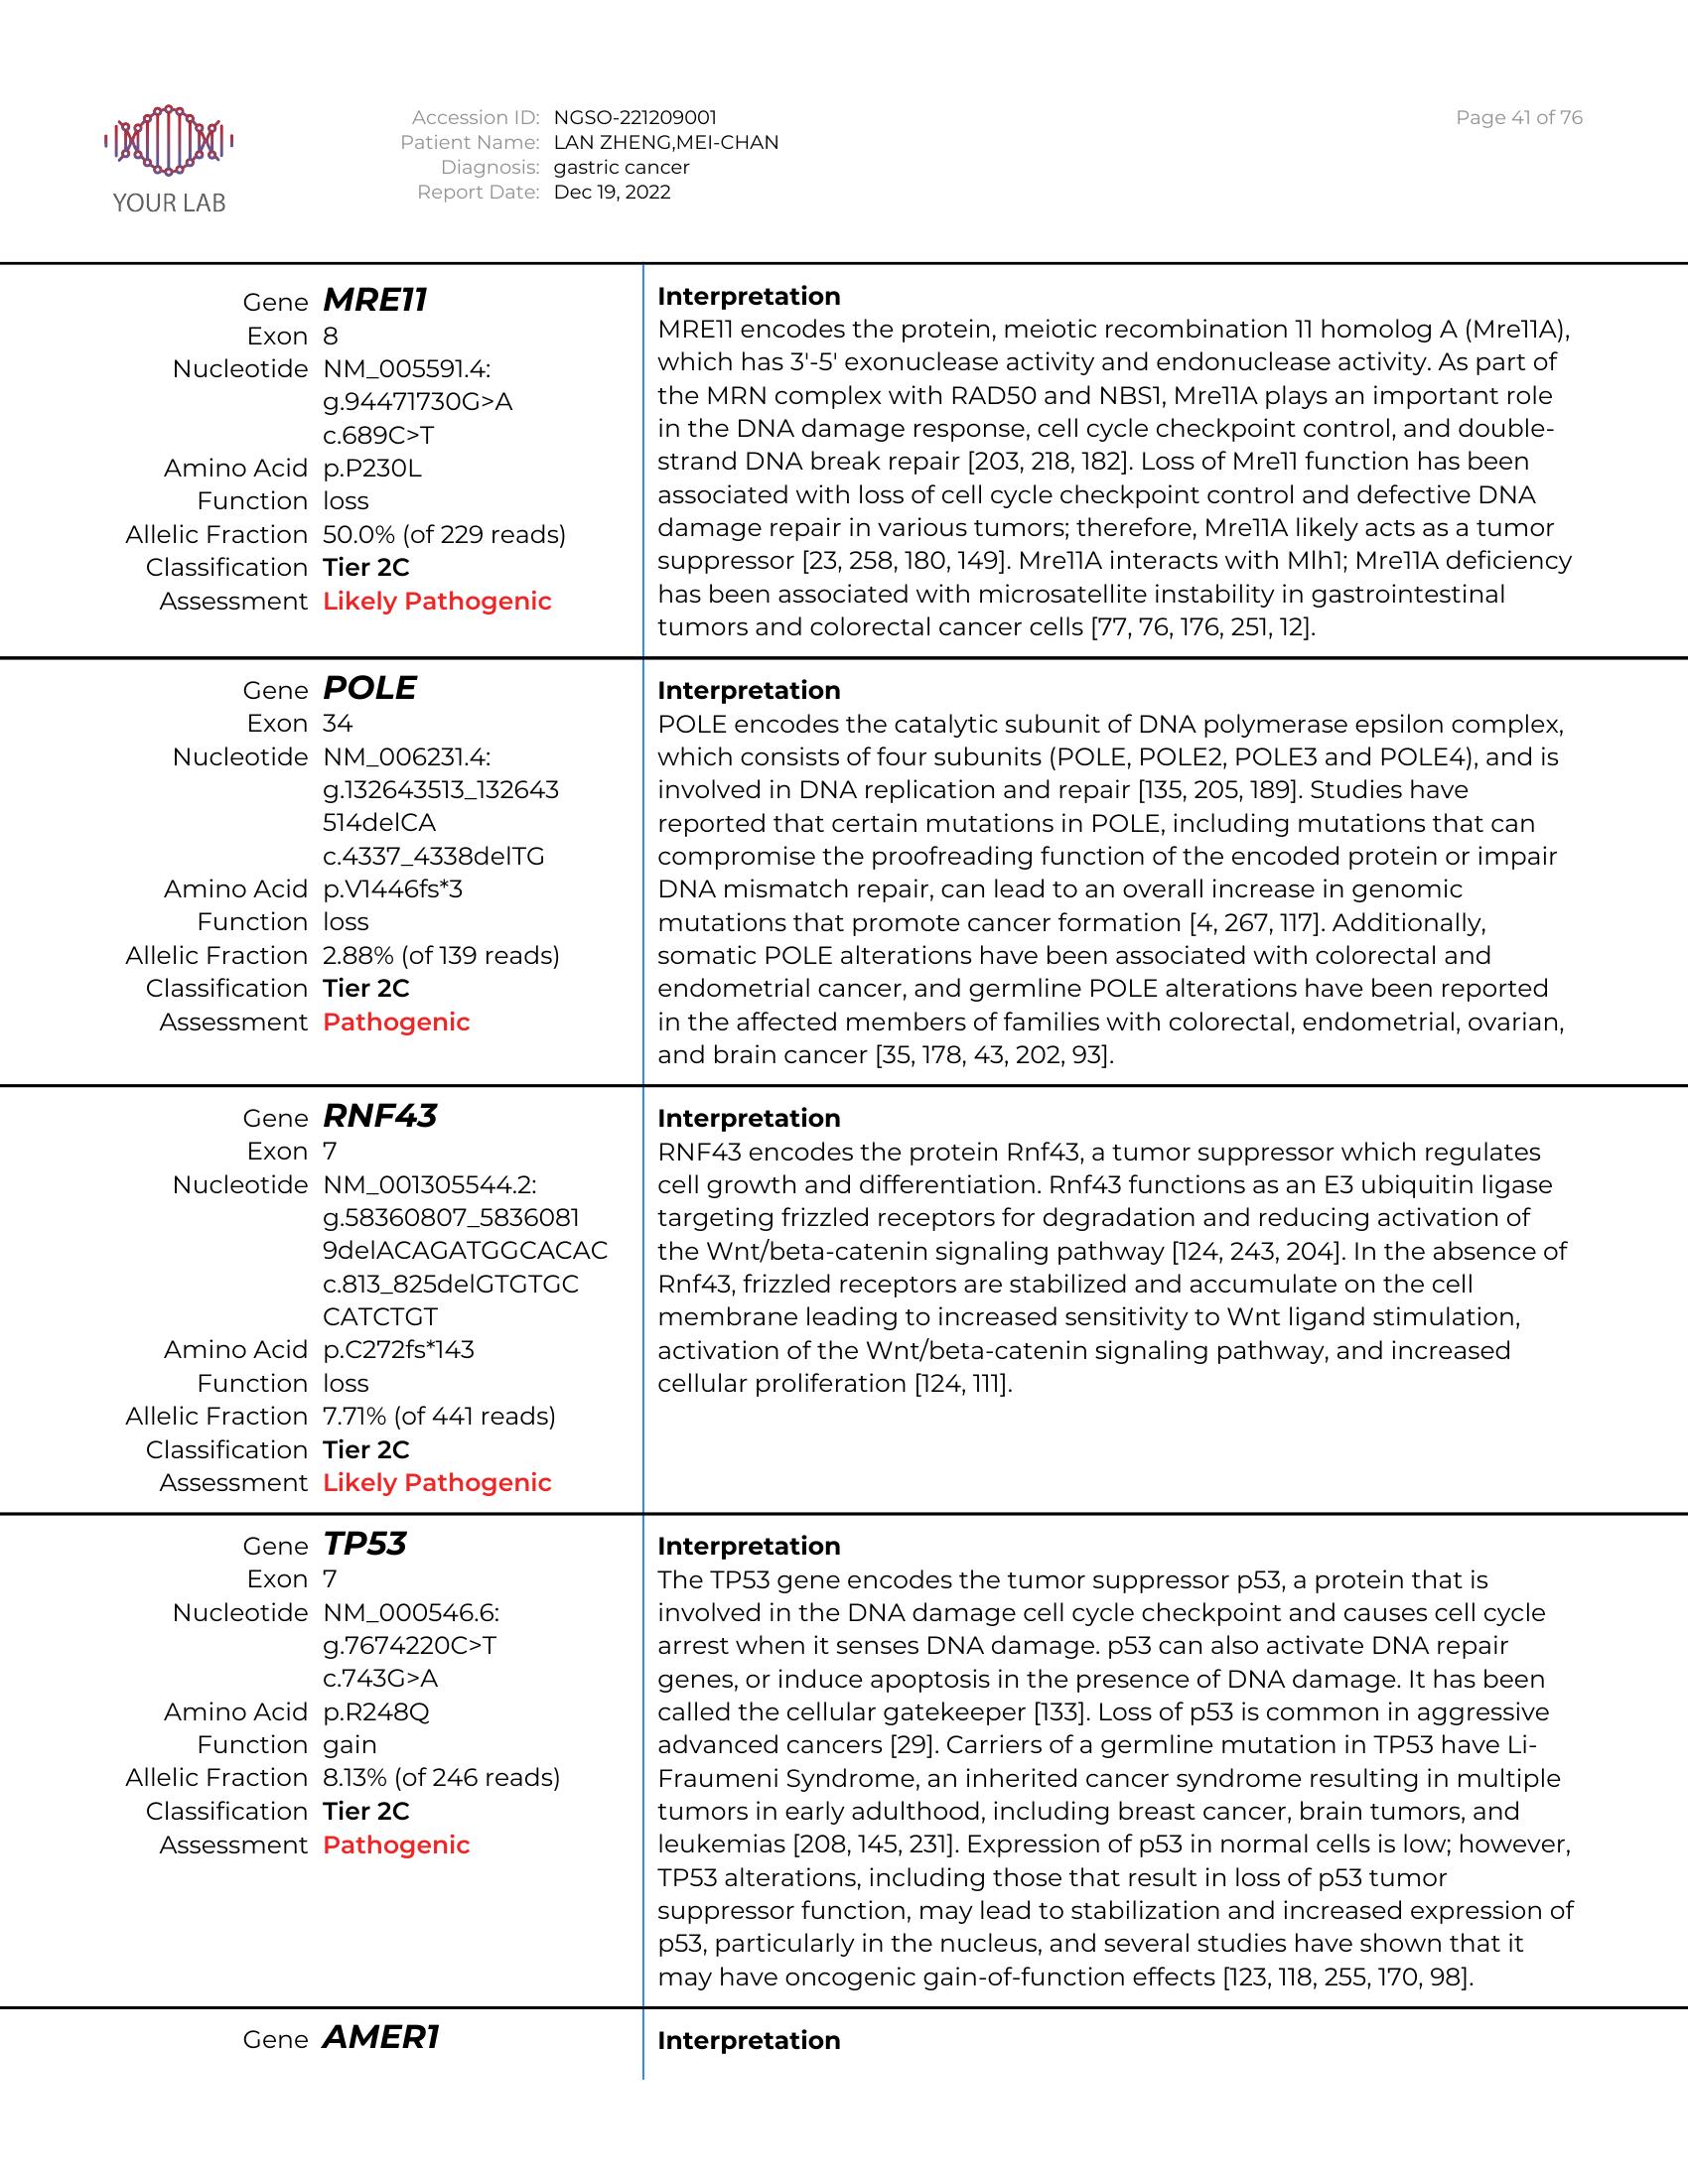 YOUR LAB
Accession ID: NGSO-221209001
Patient Name: LAN ZHENG,MEI-CHAN
Diagnosis: gastric cancer
Report Date: Dec 19, 2022
Page 41 of 76
Gene MRE11
Exon 8
Nucleotide NM_005591.4:
g.94471730G>A
c.689C>T
Amino Acid p.P230L
Function loss
Allelic Fraction 50.0% (of 229 reads)
Classification Tier 2C
Assessment Likely Pathogenic
Interpretation
MRE11 encodes the protein, meiotic recombination 11 homolog A (Mre11A),
which has 3'-5' exonuclease activity and endonuclease activity. As part of
the MRN complex with RAD50 and NBS1, Mre11A plays an important role
in the DNA damage response, cell cycle checkpoint control, and double-
strand DNA break repair [203, 218, 182]. Loss of Mre11 function has been
associated with loss of cell cycle checkpoint control and defective DNA
damage repair in various tumors; therefore, Mre11A likely acts as a tumor
suppressor [23, 258, 180, 149]. Mre11A interacts with Mlh1; Mre11A deficiency
has been associated with microsatellite instability in gastrointestinal
tumors and colorectal cancer cells [77, 76, 176, 251, 12].
Gene POLE
Exon 34
Nucleotide NM_006231.4:
g.132643513_132643
514delCA
c.4337_4338delTG
Amino Acid p.V1446fs*3
Function loss
Allelic Fraction 2.88% (of 139 reads)
Classification Tier 2C
Assessment Pathogenic
Interpretation
POLE encodes the catalytic subunit of DNA polymerase epsilon complex,
which consists of four subunits (POLE, POLE2, POLE3 and POLE4), and is
involved in DNA replication and repair [135, 205, 189]. Studies have
reported that certain mutations in POLE, including mutations that can
compromise the proofreading function of the encoded protein or impair
DNA mismatch repair, can lead to an overall increase in genomic
mutations that promote cancer formation [4, 267, 117]. Additionally,
somatic POLE alterations have been associated with colorectal and
endometrial cancer, and germline POLE alterations have been reported
in the affected members of families with colorectal, endometrial, ovarian,
and brain cancer [35, 178, 43, 202, 93].
Gene RNF43
Exon 7
Nucleotide NM_001305544.2:
g.58360807_5836081
9delACAGATGGCACAC
c.813_825delGTGTGC
CATCTGT
Amino Acid p.C272fs*143
Function loss
Allelic Fraction 7.71% (of 441 reads)
Classification Tier 2C
Assessment Likely Pathogenic
Interpretation
RNF43 encodes the protein Rnf43, a tumor suppressor which regulates
cell growth and differentiation. Rnf43 functions as an E3 ubiquitin ligase
targeting frizzled receptors for degradation and reducing activation of
the Wnt/beta-catenin signaling pathway [124, 243, 204]. In the absence of
Rnf43, frizzled receptors are stabilized and accumulate on the cell
membrane leading to increased sensitivity to Wnt ligand stimulation,
activation of the Wnt/beta-catenin signaling pathway, and increased
cellular proliferation [124, 111].
Gene TP53
Exon 7
Nucleotide NM_000546.6:
g.7674220C>T
c.743G>A
Amino Acid p.R248Q
Function gain
Allelic Fraction 8.13% (of 246 reads)
Classification Tier 2C
Assessment Pathogenic
Interpretation
The TP53 gene encodes the tumor suppressor p53, a protein that is
involved in the DNA damage cell cycle checkpoint and causes cell cycle
arrest when it senses DNA damage. p53 can also activate DNA repair
genes, or induce apoptosis in the presence of DNA damage. It has been
called the cellular gatekeeper [133]. Loss of p53 is common in aggressive
advanced cancers [29]. Carriers of a germline mutation in TP53 have Li-
Fraumeni Syndrome, an inherited cancer syndrome resulting in multiple
tumors in early adulthood, including breast cancer, brain tumors, and
leukemias [208, 145, 231]. Expression of p53 in normal cells is low; however,
TP53 alterations, including those that result in loss of p53 tumor
suppressor function, may lead to stabilization and increased expression of
p53, particularly in the nucleus, and several studies have shown that it
may have oncogenic gain-of-function effects [123, 118, 255, 170, 98].
Gene AMER1
Interpretation